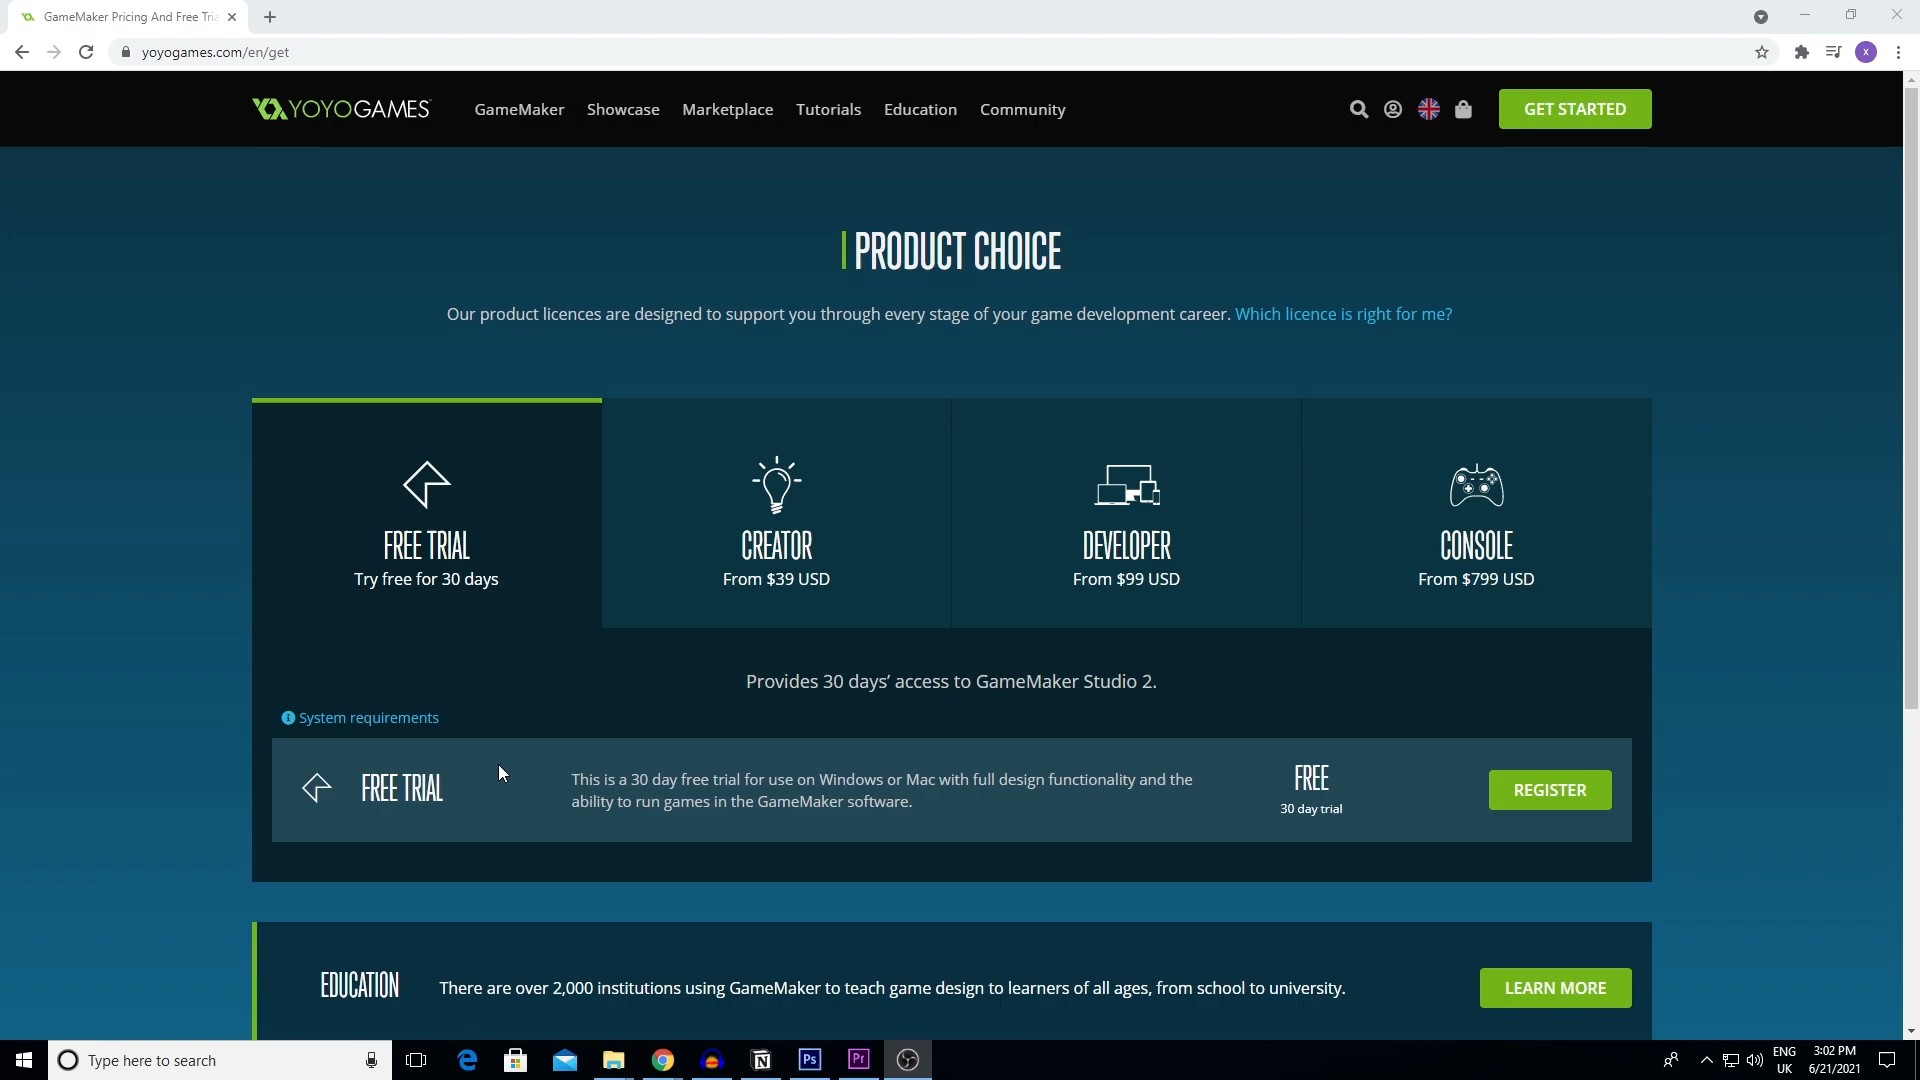 GameMaker Pricing And Free Tria
yoyogames.com/en/get
x
YOYOGAMES
GameMaker
Showcase
Marketplace
Tutorials
Education
Community
GET STARTED
PRODUCT CHOICE
Our product licences are designed to support you through every stage of your game development career. Which licence is right for me?
FREE TRIAL
Try free for 30 days
CREATOR
From $39 USD
DEVELOPER
From $99 USD
CONSOLE
From $799 USD
Provides 30 days’ access to GameMaker Studio 2.
System requirements
FREE TRIAL
This is a 30 day free trial for use on Windows or Mac with full design functionality and the
ability to run games in the GameMaker software.
FREE
30 day trial
REGISTER
EDUCATION
There are over 2,000 institutions using GameMaker to teach game design to learners of all ages, from school to university.
LEARN MORE
Type here to search
Ps
Pr
ENG
UK
3:02 PM
6/21/2021